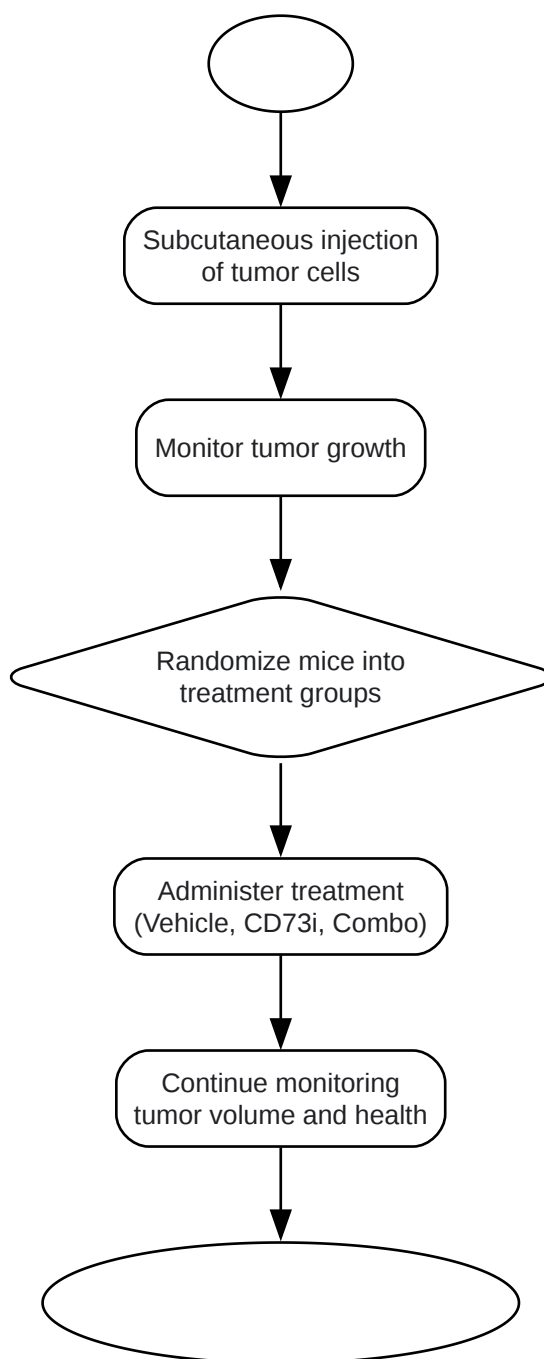 Subcutaneous injection
of tumor cells
Monitor tumor growth
Randomize mice into
treatment groups
Administer treatment
(Vehicle, CD73i, Combo)
Continue monitoring
tumor volume and health